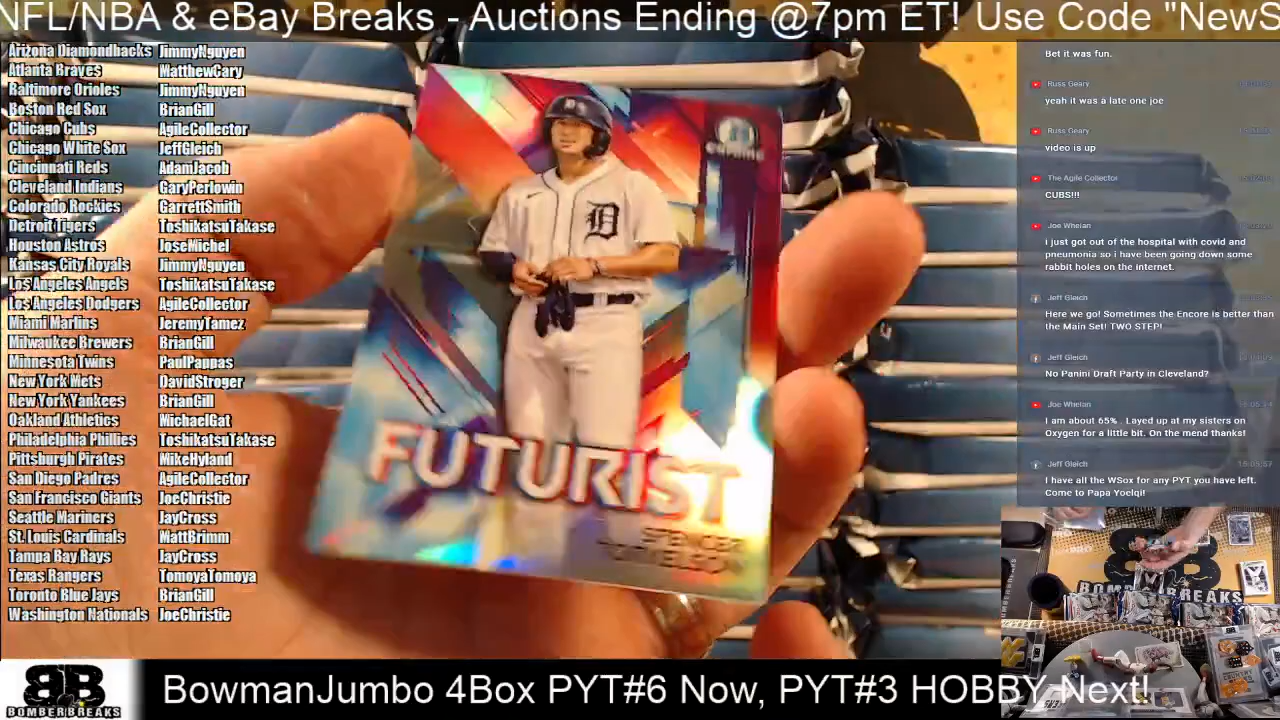 NFL/NBA & eBay Breaks - Auctions Ending @7pm ET! Use Code "NewS
Arizona Diamondbacks JimmyNguyen
Atlanta Braves MatthewCary
Baltimore Orioles JimmyNguyen
Boston Red Sox BrianGill
Chicago Cubs AgileCollector
Chicago White Sox JeffGleich
Cincinnati Reds AdamJacob
Cleveland Indians GaryPerlowin
Colorado Rockies GarrettSmith
Detroit Tigers ToshikatsuTakase
Houston Astros JoseMichel
Kansas City Royals JimmyNguyen
Los Angeles Angels ToshikatsuTakase
Los Angeles Dodgers AgileCollector
Miami Marlins JeremyTamez
Milwaukee Brewers BrianGill
Minnesota Twins PaulPappas
New York Mets DavidStroger
New York Yankees BrianGill
Oakland Athletics MichaelGat
Philadelphia Phillies ToshikatsuTakase
Pittsburgh Pirates MikeHyland
San Diego Padres AgileCollector
San Francisco Giants JoeChristie
Seattle Mariners JayCross
St. Louis Cardinals MattBrimm
Tampa Bay Rays JayCross
Texas Rangers TomoyaTomoya
Toronto Blue Jays BrianGill
Washington Nationals JoeChristie
D
FUTURIST
SPENCER
TORKELSON
Bet it was fun.
Russ Geary
yeah it was a late one joe
Russ Geary
video is up
The Agile Collector
CUBS!!!
Joe Whelan
i just got out of the hospital with covid and
pneumonia so i have been going down some
rabbit holes on the internet.
Jeff Gleich
Here we go! Sometimes the Encore is better than
the Main Set! TWO STEP!
Jeff Gleich
No Panini Draft Party in Cleveland?
Joe Whelan
I am about 65% . Layed up at my sisters on
Oxygen for a little bit. On the mend thanks!
Jeff Gleich
I have all the WSox for any PYT you have left.
Come to Papa Yoelqi!
BOMBERBREAKS
BB
BOMBERBREAKS
BowmanJumbo 4Box PYT#6 Now, PYT#3 HOBBY Next!